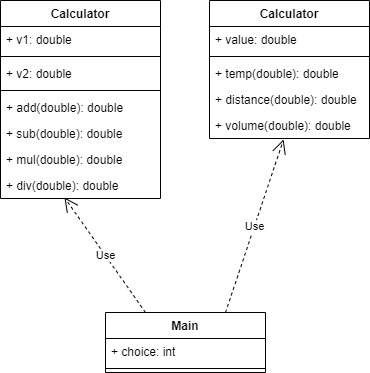 Calculator
+ v1: double
+ v2: double
+ add(double): double
+ sub(double): double
+ mul(double): double
+ div(double): double
Calculator
+ value: double
+ temp(double): double
+ distance(double): double
+ volume(double): double
Use
Use
Main
+ choice: int